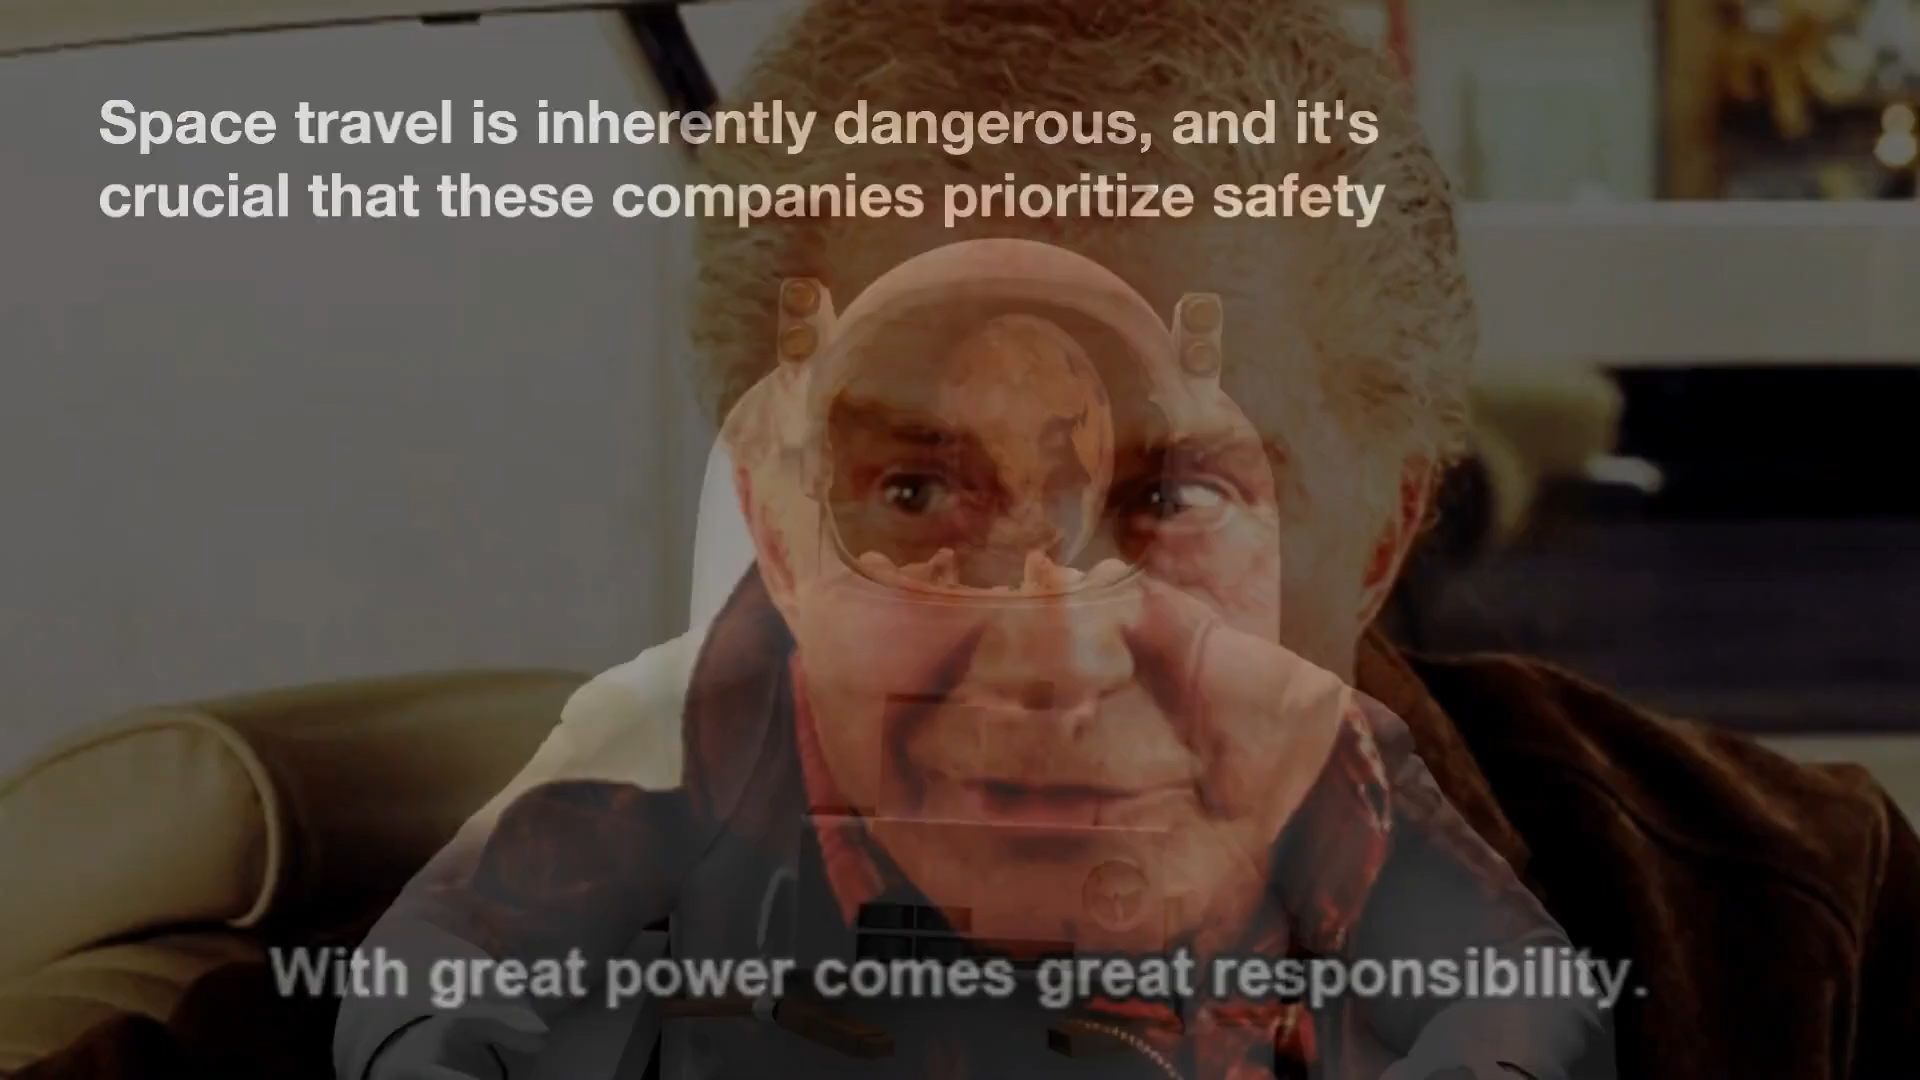 Space travel is inherently dangerous, and it's
crucial that these companies prioritize safety
With great power comes great responsibility.